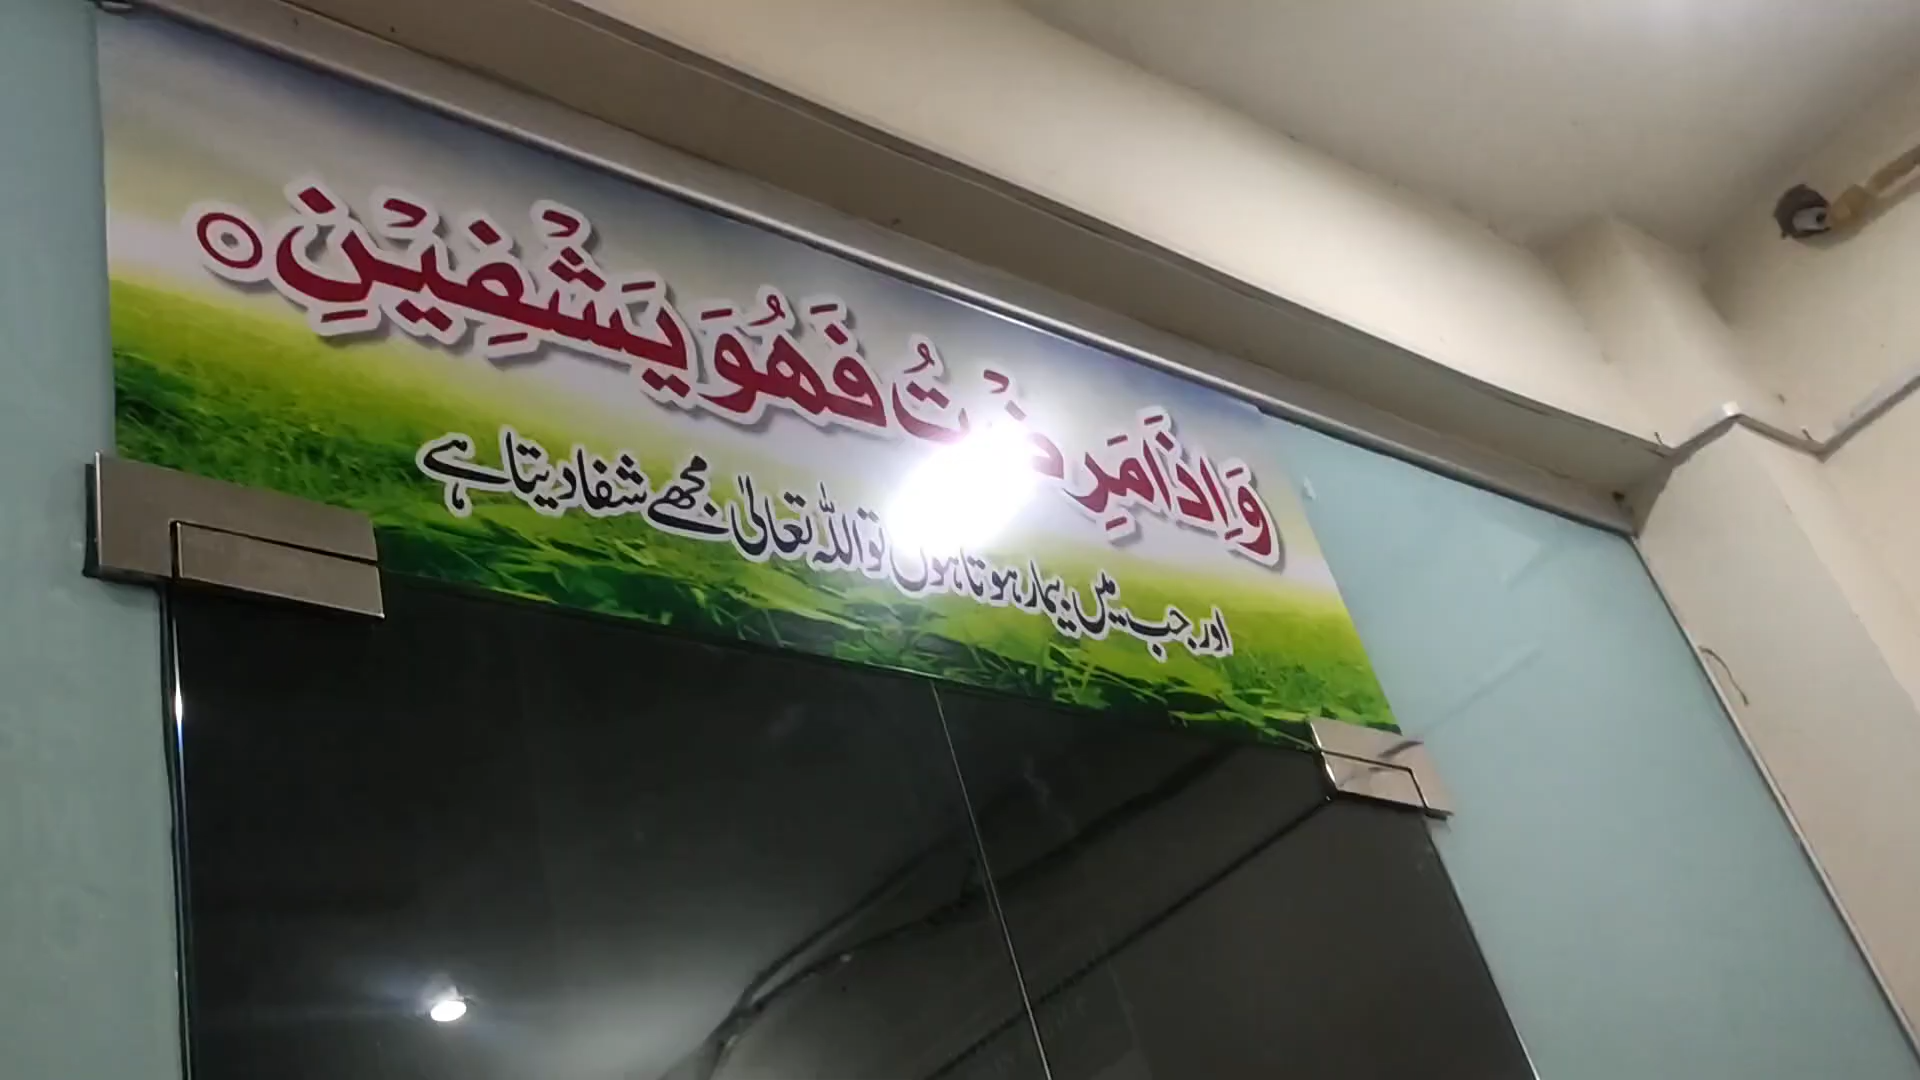 وَاِذَا مَرِضْتُ فَهُوَ يَشْفِيْنِ ○
اور جب میں بیمار ہوتا ہوں تو اللہ تعالیٰ مجھے شفا دیتا ہے